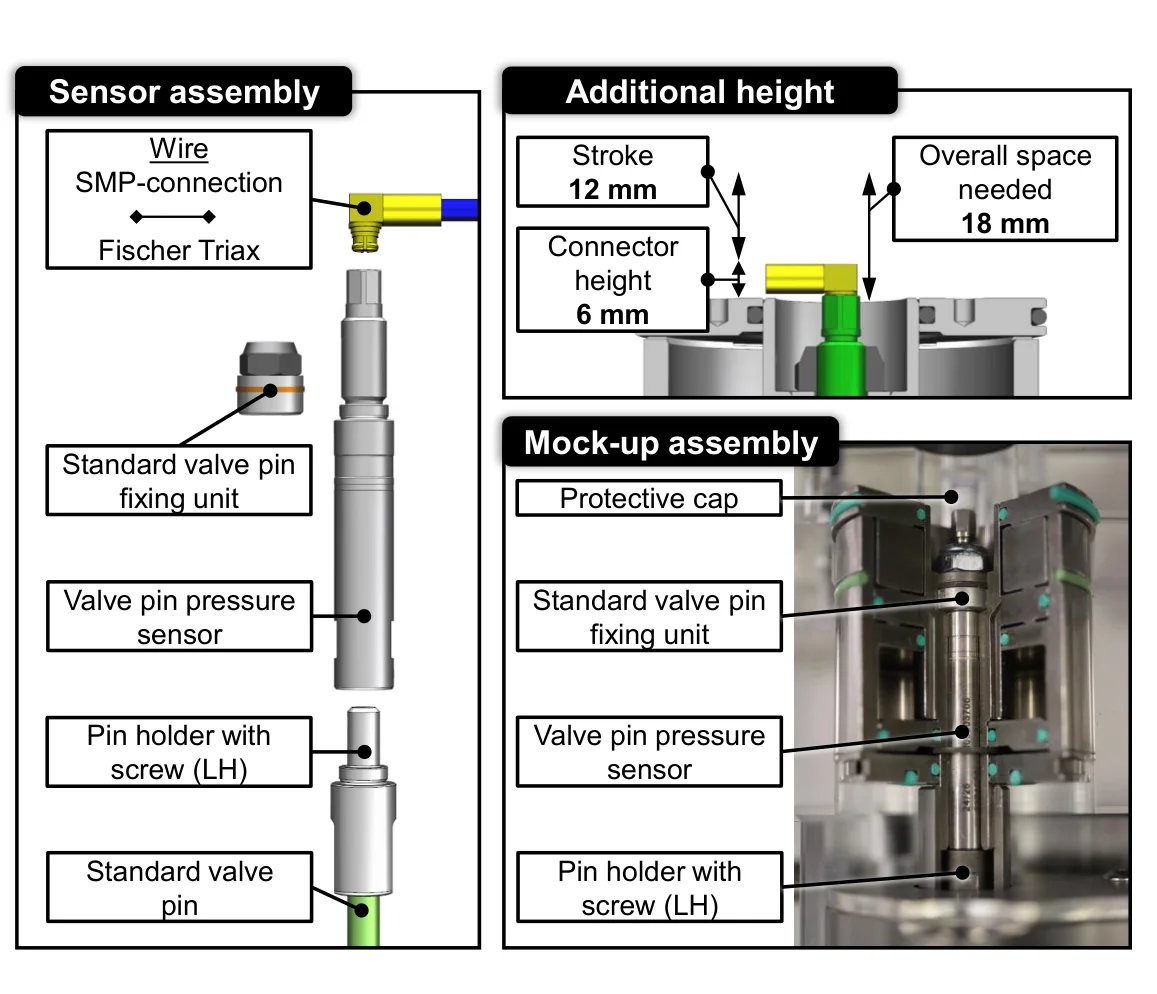 Sensor assembly
Wire
SMP-connection
Fischer Triax
Standard valve pin
fixing unit
Valve pin pressure
sensor
Pin holder with
screw (LH)
Standard valve
pin
Additional height
Stroke
12 mm
Connector
height
6 mm
Overall space
needed
18 mm
Mock-up assembly
Protective cap
Standard valve pin
fixing unit
Valve pin pressure
sensor
Pin holder with
screw (LH)